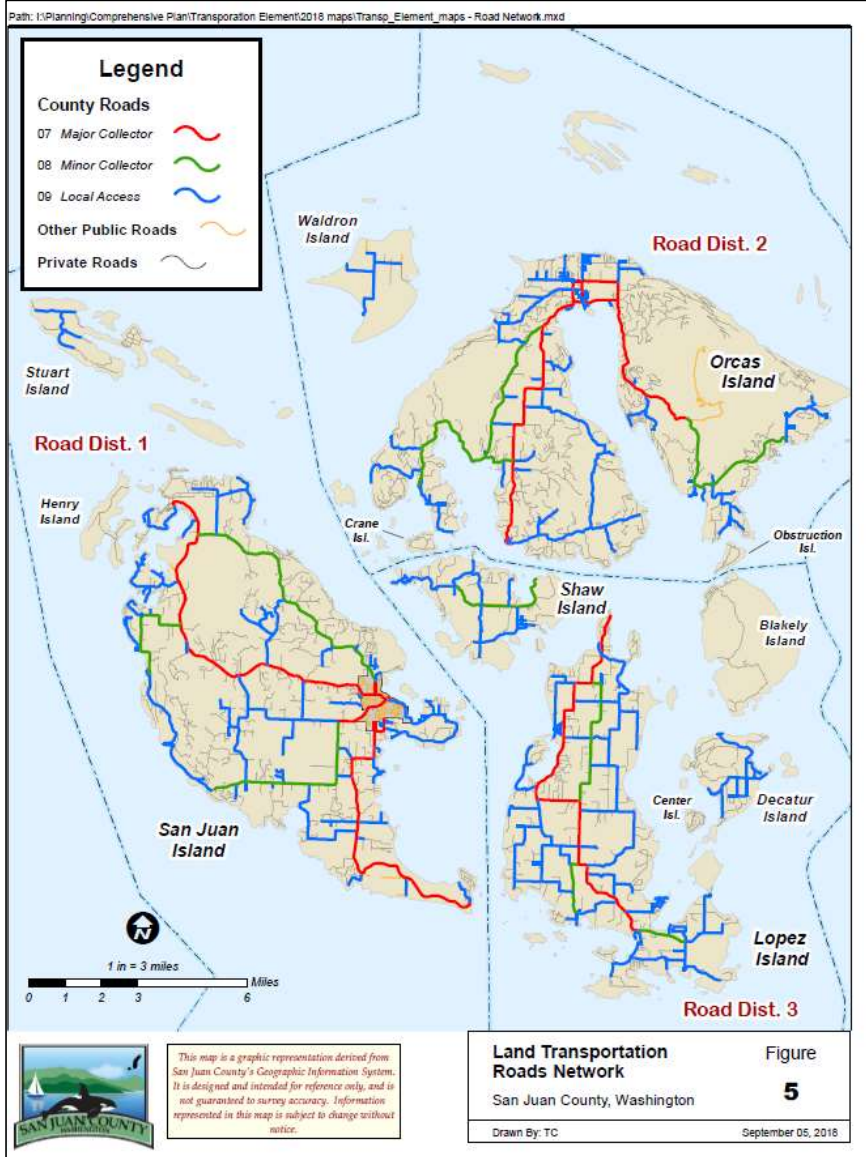 Path: I:\Planning\Comprehensive Plan\Transporation Element\2018 maps\Transp_Element_maps - Road Network.mxd
Legend
County Roads
07 Major Collector
08 Minor Collector
09 Local Access
Other Public Roads
Private Roads
Waldron
Island
Road Dist. 2
Stuart
Island
Orcas
Island
Road Dist. 1
Henry
Island
Crane
Isl.
Obstruction
Isl.
Shaw
Island
Blakely
Island
Center
Isl.
Decatur
Island
San Juan
Island
N
Lopez
Island
1 in = 3 miles
Miles
0 1 2 3 6
Road Dist. 3
SAN JUAN COUNTY
WASHINGTON
This map is a graphic representation derived from
San Juan County's Geographic Information System.
It is designed and intended for reference only, and is
not guaranteed to survey accuracy. Information
represented in this map is subject to change without
notice.
Land Transportation
Roads Network
San Juan County, Washington
Figure
5
Drawn By: TC
September 05, 2018